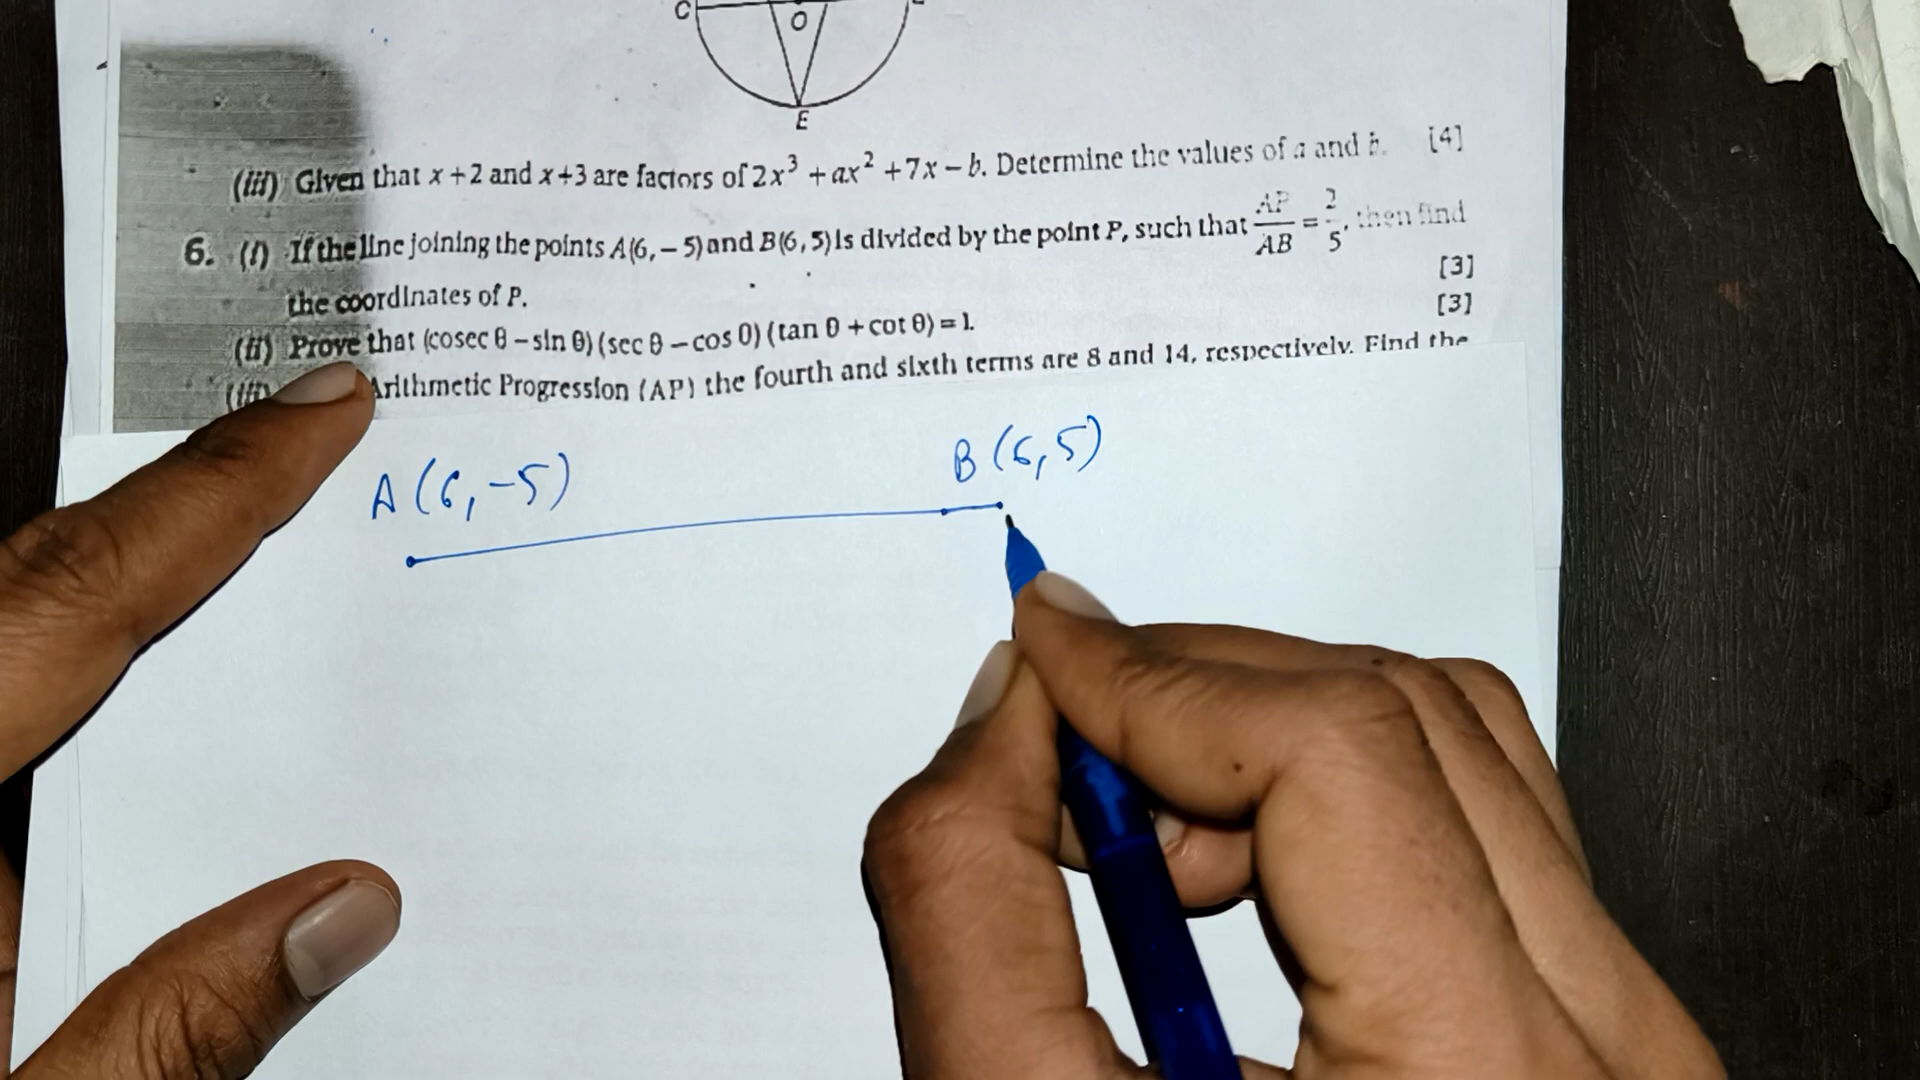 C O
E
(iii) Given that x + 2 and x + 3 are factors of 2x³ + ax² + 7x − b. Determine the values of a and b. [4]
6. (i) If the line joining the points A(6, − 5) and B(6, 5) is divided by the point P, such that AP/AB = 2/5, then find
the coordinates of P. [3]
(ii) Prove that (cosec θ − sin θ) (sec θ − cos θ) (tan θ + cot θ) = 1. [3]
(iii) Arithmetic Progression (AP) the fourth and sixth terms are 8 and 14, respectively. Find the
A (6, -5) B (6, 5)